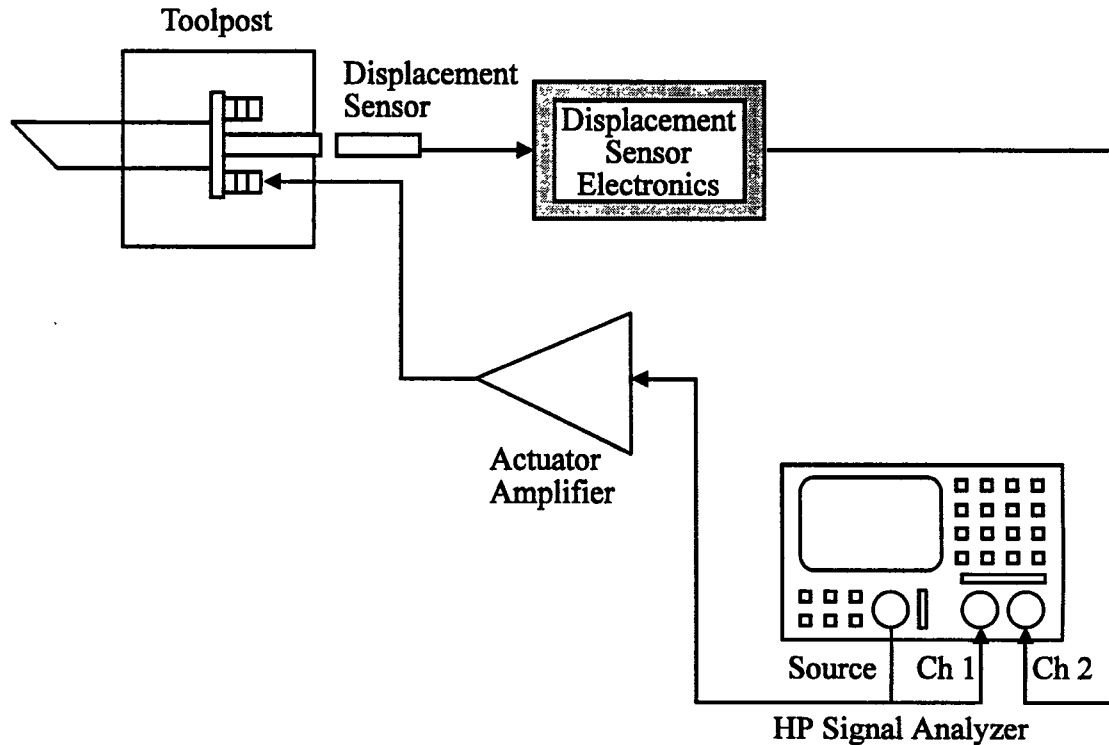 Toolpost
Displacement
Sensor
Displacement
Sensor
Electronics
Actuator
Amplifier
Source
Ch 1
Ch 2
HP Signal Analyzer